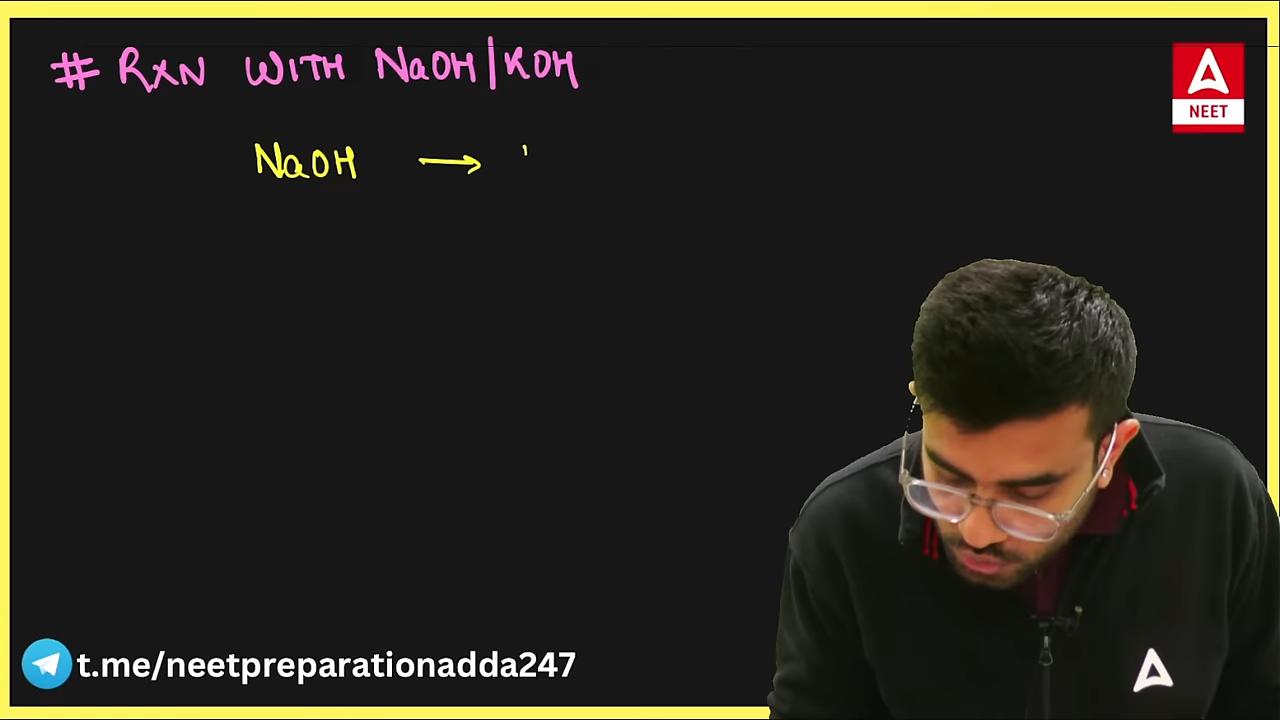 # RXN WITH NaOH/KOH
NaOH →
NEET
t.me/neetpreparationadda247